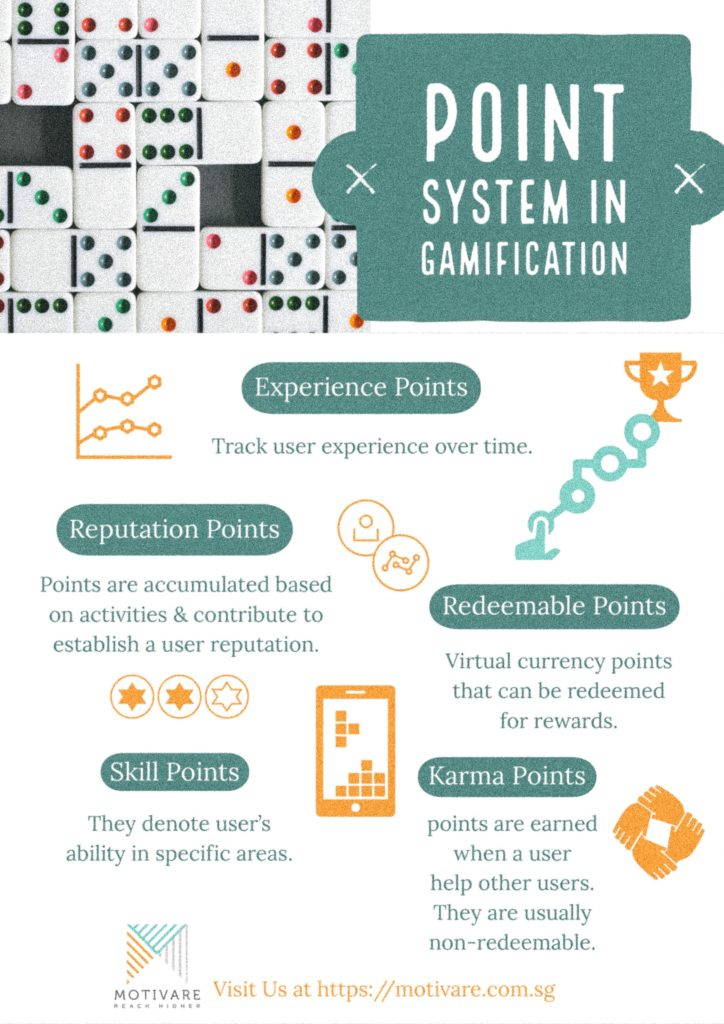 POINT
SYSTEM IN
GAMIFICATION
Experience Points
Track user experience over time.
Reputation Points
Points are accumulated based
on activities & contribute to
establish a user reputation.
Redeemable Points
Virtual currency points
that can be redeemed
for rewards.
Skill Points
They denote user's
ability in specific areas.
Karma Points
points are earned
when a user
help other users.
They are usually
non-redeemable.
MOTIVARE
REACH HIGHER
Visit Us at https://motivare.com.sg